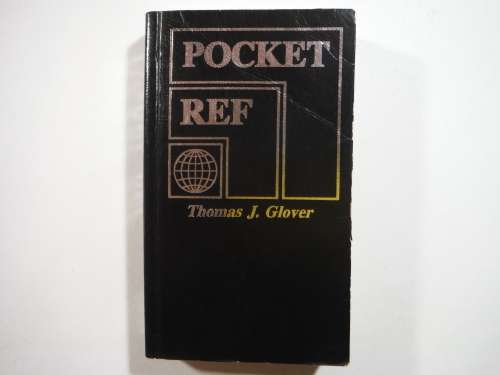 POCKET
REF
Thomas J. Glover